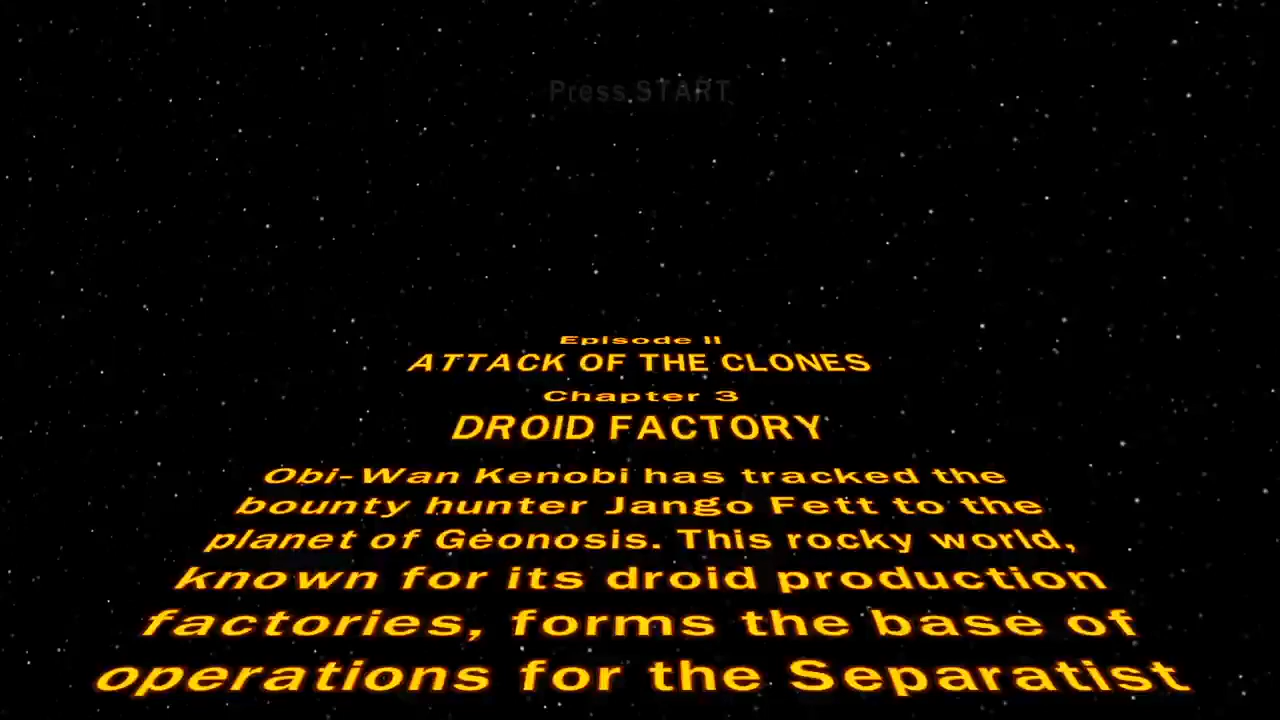 Press START
Episode II
ATTACK OF THE CLONES
Chapter 3
DROID FACTORY
Obi-Wan Kenobi has tracked the
bounty hunter Jango Fett to the
planet of Geonosis. This rocky world,
known for its droid production
factories, forms the base of
operations for the Separatist